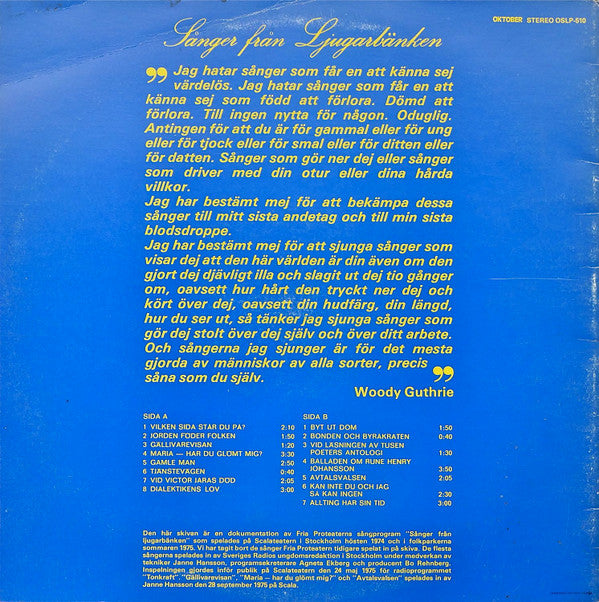 OKTOBER STEREO OSLP-510
Sånger från Ljugarbänken
”Jag hatar sånger som får en att känna sej
värdelös. Jag hatar sånger som får en att
känna sej som född att förlora. Dömd att
förlora. Till ingen nytta för någon. Oduglig.
Antingen för att du är för gammal eller för ung
eller för tjock eller för smal eller för ditten eller
för datten. Sånger som gör ner dej eller sånger
som driver med din otur eller dina hårda
villkor.
Jag har bestämt mej för att bekämpa dessa
sånger till mitt sista andetag och till min sista
blodsdroppe.
Jag har bestämt mej för att sjunga sånger som
visar dej att den här världen är din även om den
gjort dej djävligt illa och slagit ut dej tio gånger
om, oavsett hur hårt den tryckt ner dej och
kört över dej, oavsett din hudfärg, din längd,
hur du ser ut, så tänker jag sjunga sånger som
gör dej stolt över dej själv och över ditt arbete.
Och sångerna jag sjunger är för det mesta
gjorda av människor av alla sorter, precis
såna som du själv.”
Woody Guthrie
SIDA A
1 VILKEN SIDA STÅR DU PÅ? 2:10
2 JORDEN FÖDER FOLKEN 1:50
3 GÄLLIVAREVISAN 1:20
4 MARIA — HAR DU GLÖMT MIG? 3:30
5 GAMLE MAN 2:50
6 TJÄNSTEVÄGEN 0:40
7 VID VICTOR JARAS DÖD 2:05
8 DIALEKTIKENS LOV 3:00
SIDA B
1 BYT UT DOM 1:50
2 BONDEN OCH BYRÅKRATEN 0:40
3 VID LÄSNINGEN AV TUSEN
POETERS ANTOLOGI 1:30
4 BALLADEN OM RUNE HENRY
JOHANSSON 3:50
5 AVTALSVALSEN 2:05
6 KAN INTE DU OCH JAG
SÅ KAN INGEN 2:30
7 ALLTING HAR SIN TID 3:00
Den här skivan är en dokumentation av Fria Proteaterns sångprogram "Sånger från
ljugarbänken" som spelades på Scalateatern i Stockholm hösten 1974 och i folkparkerna
sommaren 1975. Vi har tagit bort de sånger Fria Proteatern tidigare spelat in på skiva. De flesta
sångerna spelades in av Sveriges Radios ungdomsredaktion i Stockholm under medverkan av
tekniker Janne Hansson, programsekreterare Agneta Ekberg och producent Bo Rehnberg.
Inspelningen gjordes inför publik på Scalateatern den 24 maj 1975 för radioprogrammet
"Tonkraft". "Gällivarevisan", "Maria — har du glömt mig?" och "Avtalsvalsen" spelades in av
Janne Hansson den 28 september 1975 på Scala.